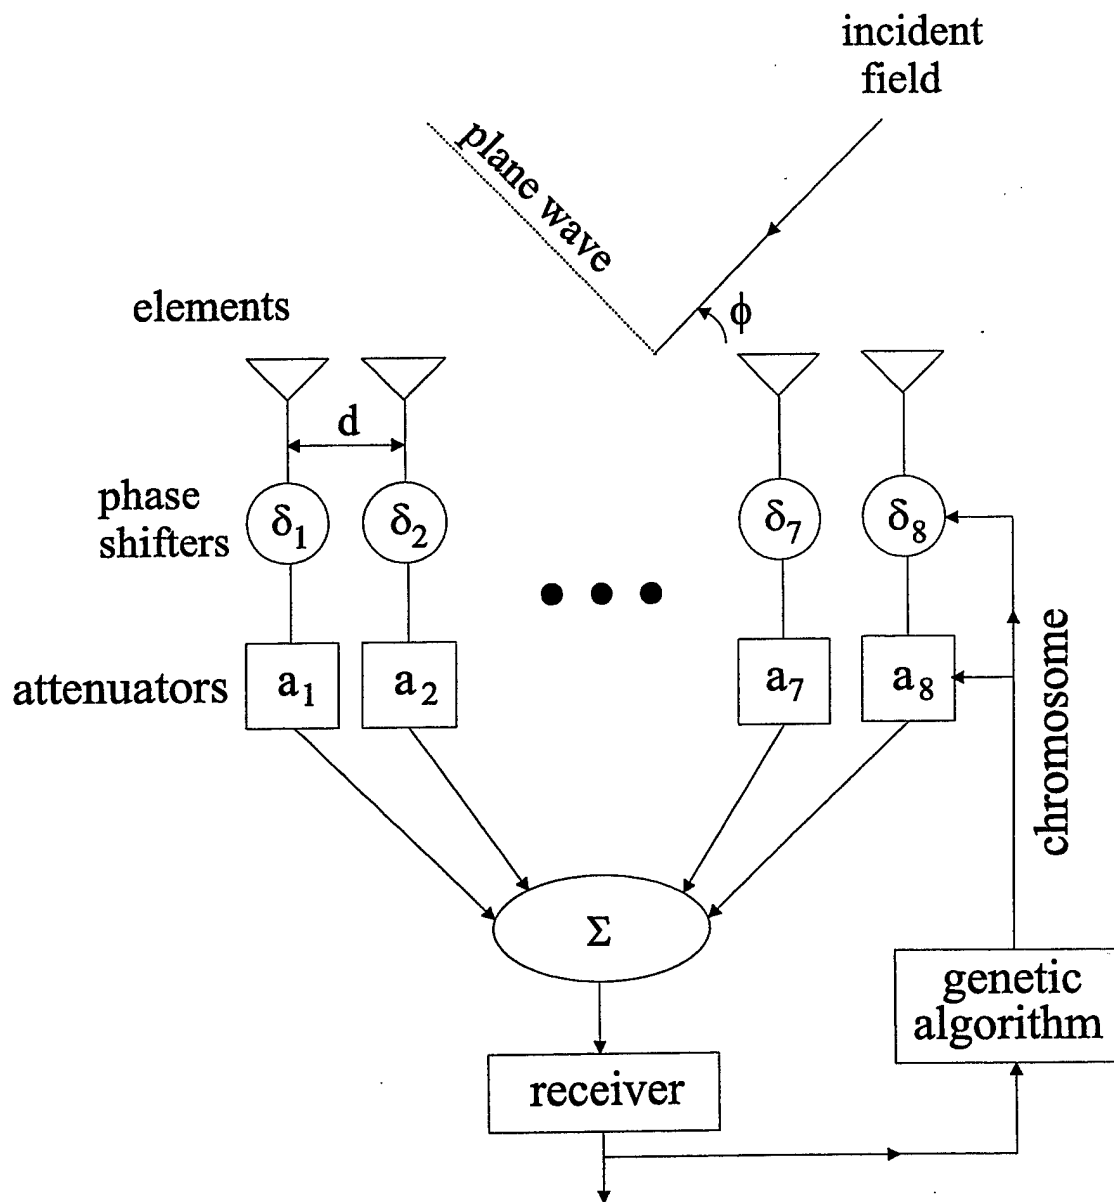 incident
field
plane wave
elements
ϕ
d
phase
shifters
δ1
δ2
δ7
δ8
attenuators
a1
a2
a7
a8
chromosome
Σ
genetic
algorithm
receiver